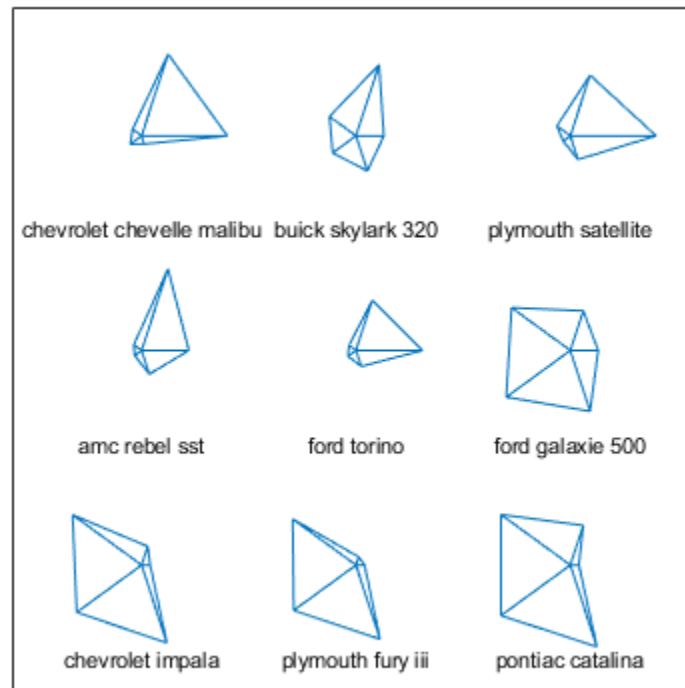 chevrolet chevelle malibu buick skylark 320 plymouth satellite
amc rebel sst ford torino ford galaxie 500
chevrolet impala plymouth fury iii pontiac catalina